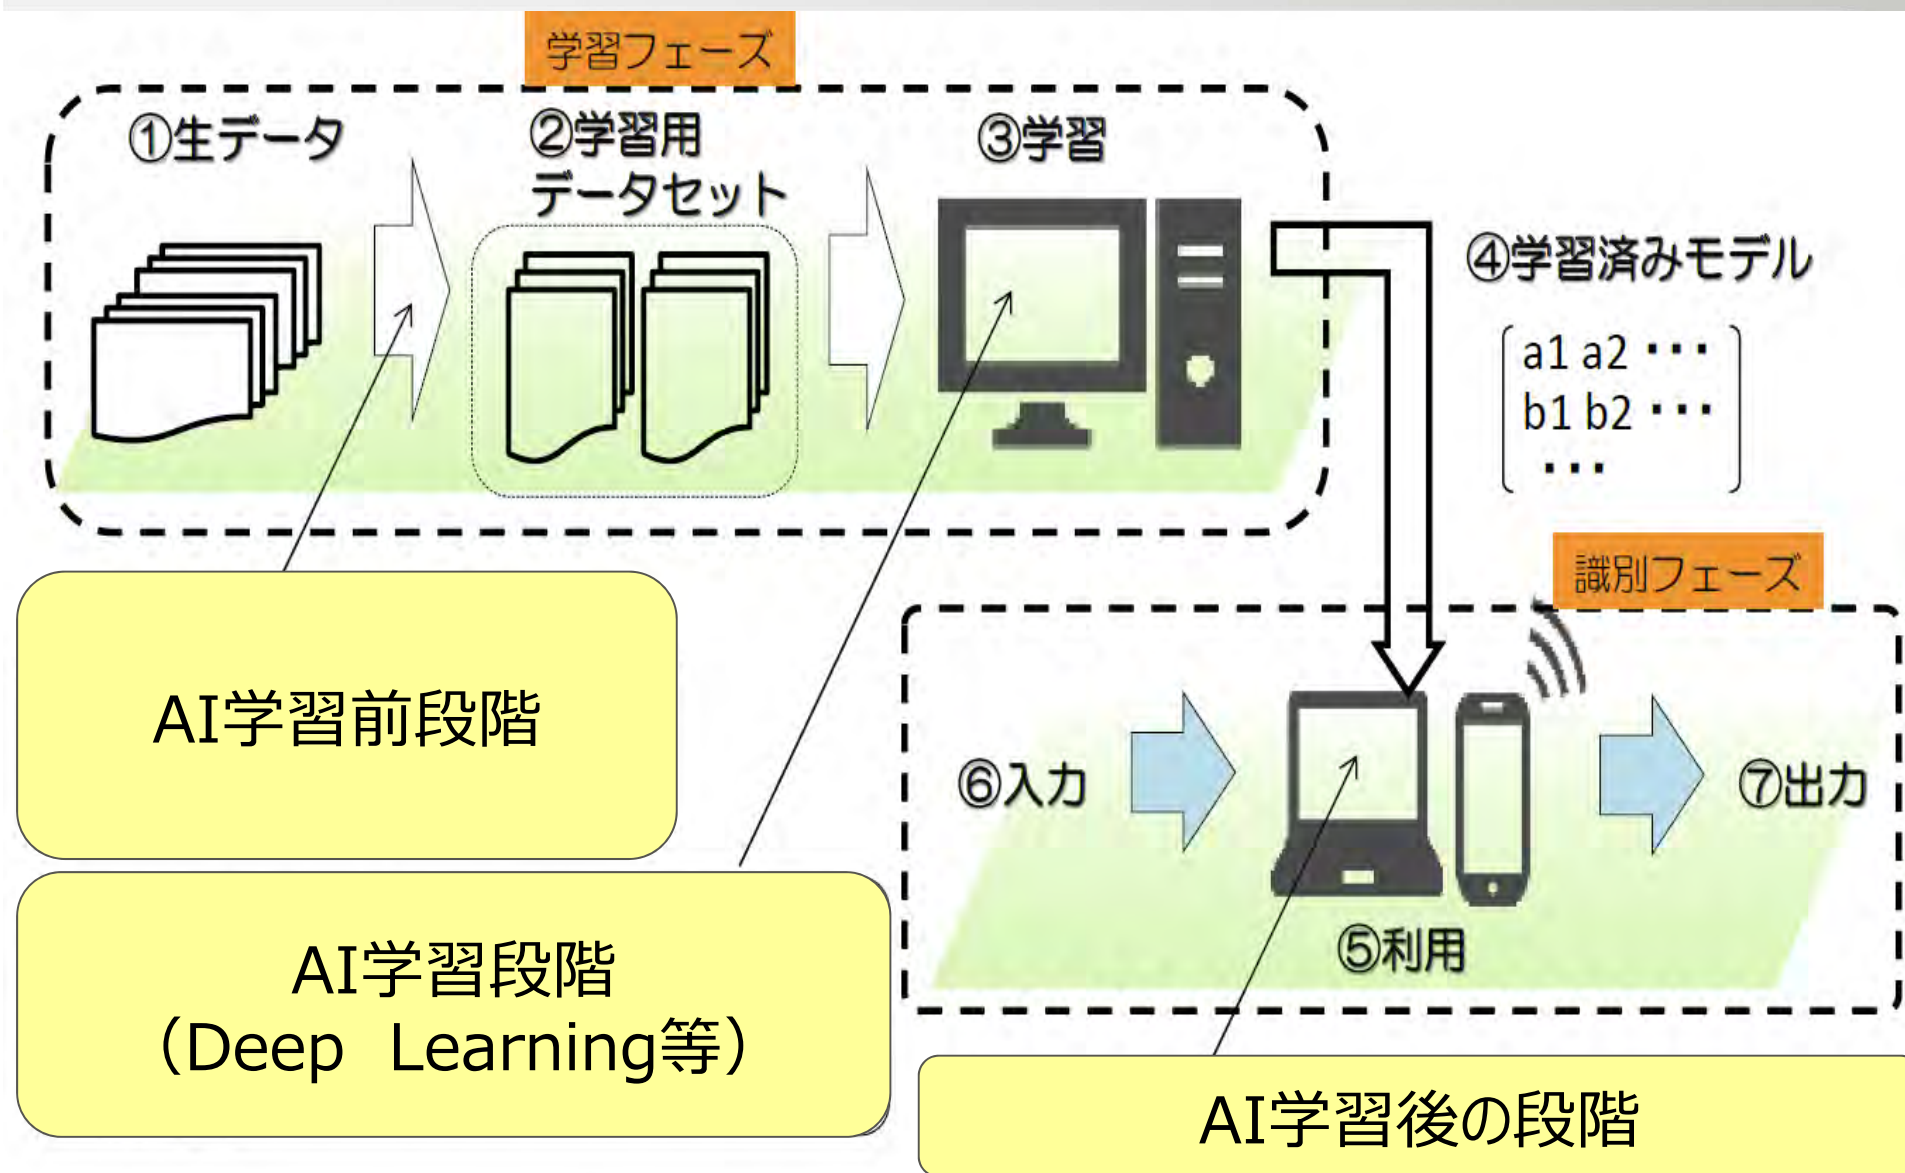 学習フェーズ
①生データ
②学習用
データセット
③学習
④学習済みモデル
a1 a2 ･･･
b1 b2 ･･･
･･･
識別フェーズ
AI学習前段階
⑥入力
⑦出力
⑤利用
AI学習段階
（Deep　Learning等）
AI学習後の段階